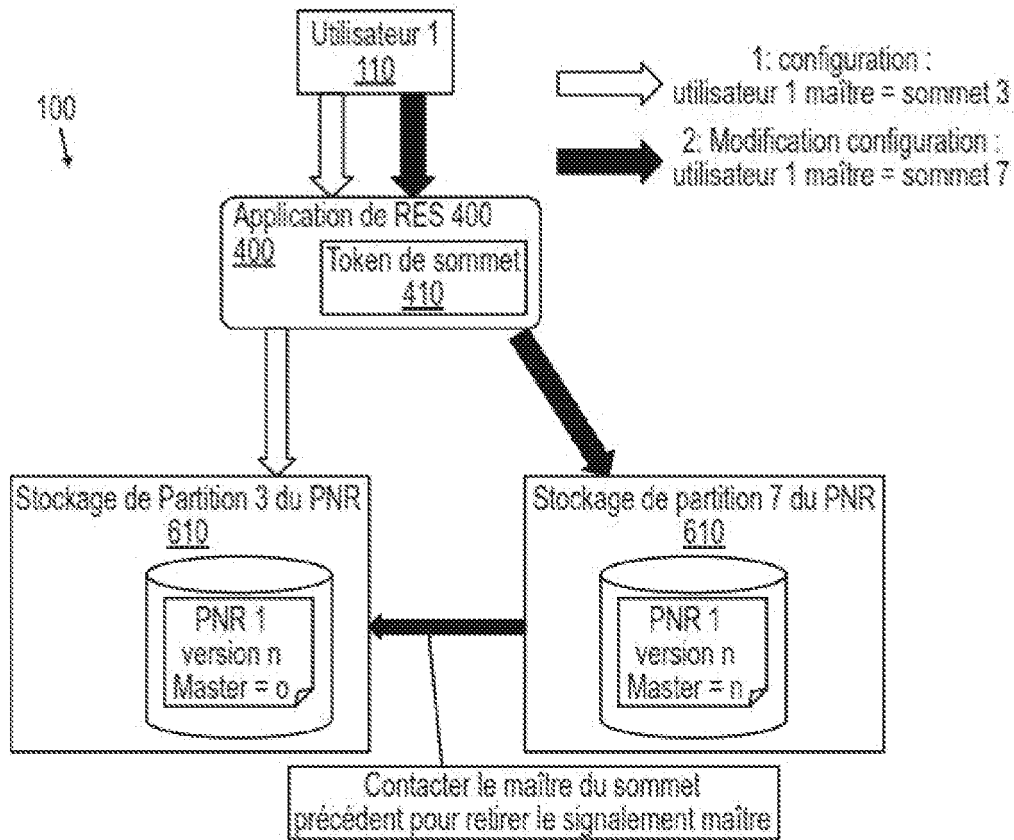 Utilisateur 1
110
100
1: configuration :
utilisateur 1 maître = sommet 3
2: Modification configuration :
utilisateur 1 maître = sommet 7
Application de RES 400
400
Token de sommet
410
Stockage de Partition 3 du PNR
610
PNR 1
version n
Master = o
Stockage de partition 7 du PNR
610
PNR 1
version n
Master = n
Contacter le maître du sommet
précédent pour retirer le signalement maître